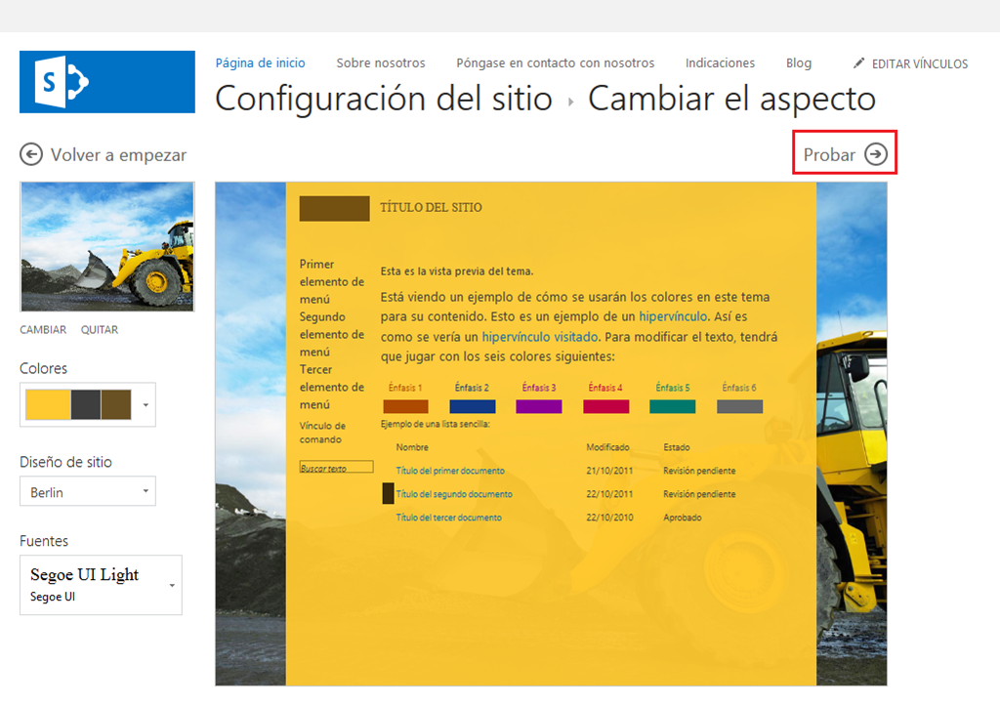 S
Página de inicio Sobre nosotros Póngase en contacto con nosotros Indicaciones Blog EDITAR VÍNCULOS
Configuración del sitio Cambiar el aspecto
Volver a empezar
Probar
CAMBIAR QUITAR
Colores
Diseño de sitio
Berlin
Fuentes
Segoe UI Light
Segoe UI
TÍTULO DEL SITIO
Primer
elemento de
menú
Segundo
elemento de
menú
Tercer
elemento de
menú
Vínculo de
comando
Buscar texto
Esta es la vista previa del tema.
Está viendo un ejemplo de cómo se usarán los colores en este tema
para su contenido. Esto es un ejemplo de un hipervínculo. Así es
como se vería un hipervínculo visitado. Para modificar el texto, tendrá
que jugar con los seis colores siguientes:
Énfasis 1 Énfasis 2 Énfasis 3 Énfasis 4 Énfasis 5 Énfasis 6
Ejemplo de una lista sencilla:
Nombre Modificado Estado
Título del primer documento 21/10/2011 Revisión pendiente
Título del segundo documento 22/10/2011 Revisión pendiente
Título del tercer documento 22/10/2010 Aprobado